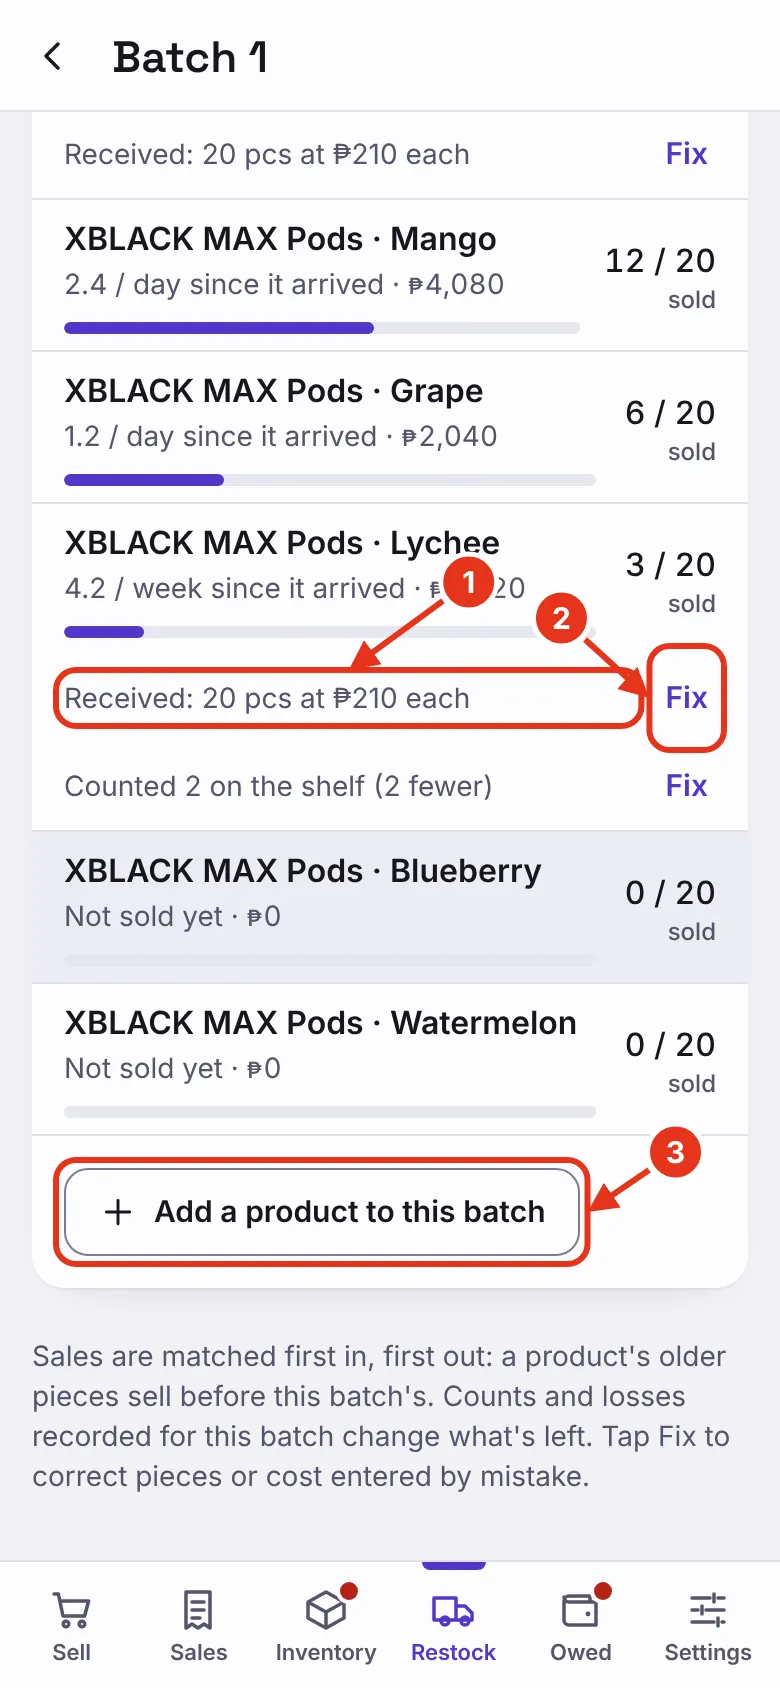 Batch 1
Received: 20 pcs at ₱210 each
Fix
XBLACK MAX Pods · Mango
12 / 20
2.4 / day since it arrived · ₱4,080
sold
XBLACK MAX Pods · Grape
6 / 20
1.2 / day since it arrived · ₱2,040
sold
XBLACK MAX Pods · Lychee
3 / 20
4.2 / week since it arrived ·
1
sold
2
Received: 20 pcs at ₱210 each
Fix
Counted 2 on the shelf (2 fewer)
Fix
XBLACK MAX Pods · Blueberry
0 / 20
Not sold yet · ₱0
sold
XBLACK MAX Pods · Watermelon
0 / 20
Not sold yet · ₱0
sold
3
+ Add a product to this batch
Sales are matched first in, first out: a product's older
pieces sell before this batch's. Counts and losses
recorded for this batch change what's left. Tap Fix to
correct pieces or cost entered by mistake.
Sell
Sales
Inventory
Restock
Owed
Settings